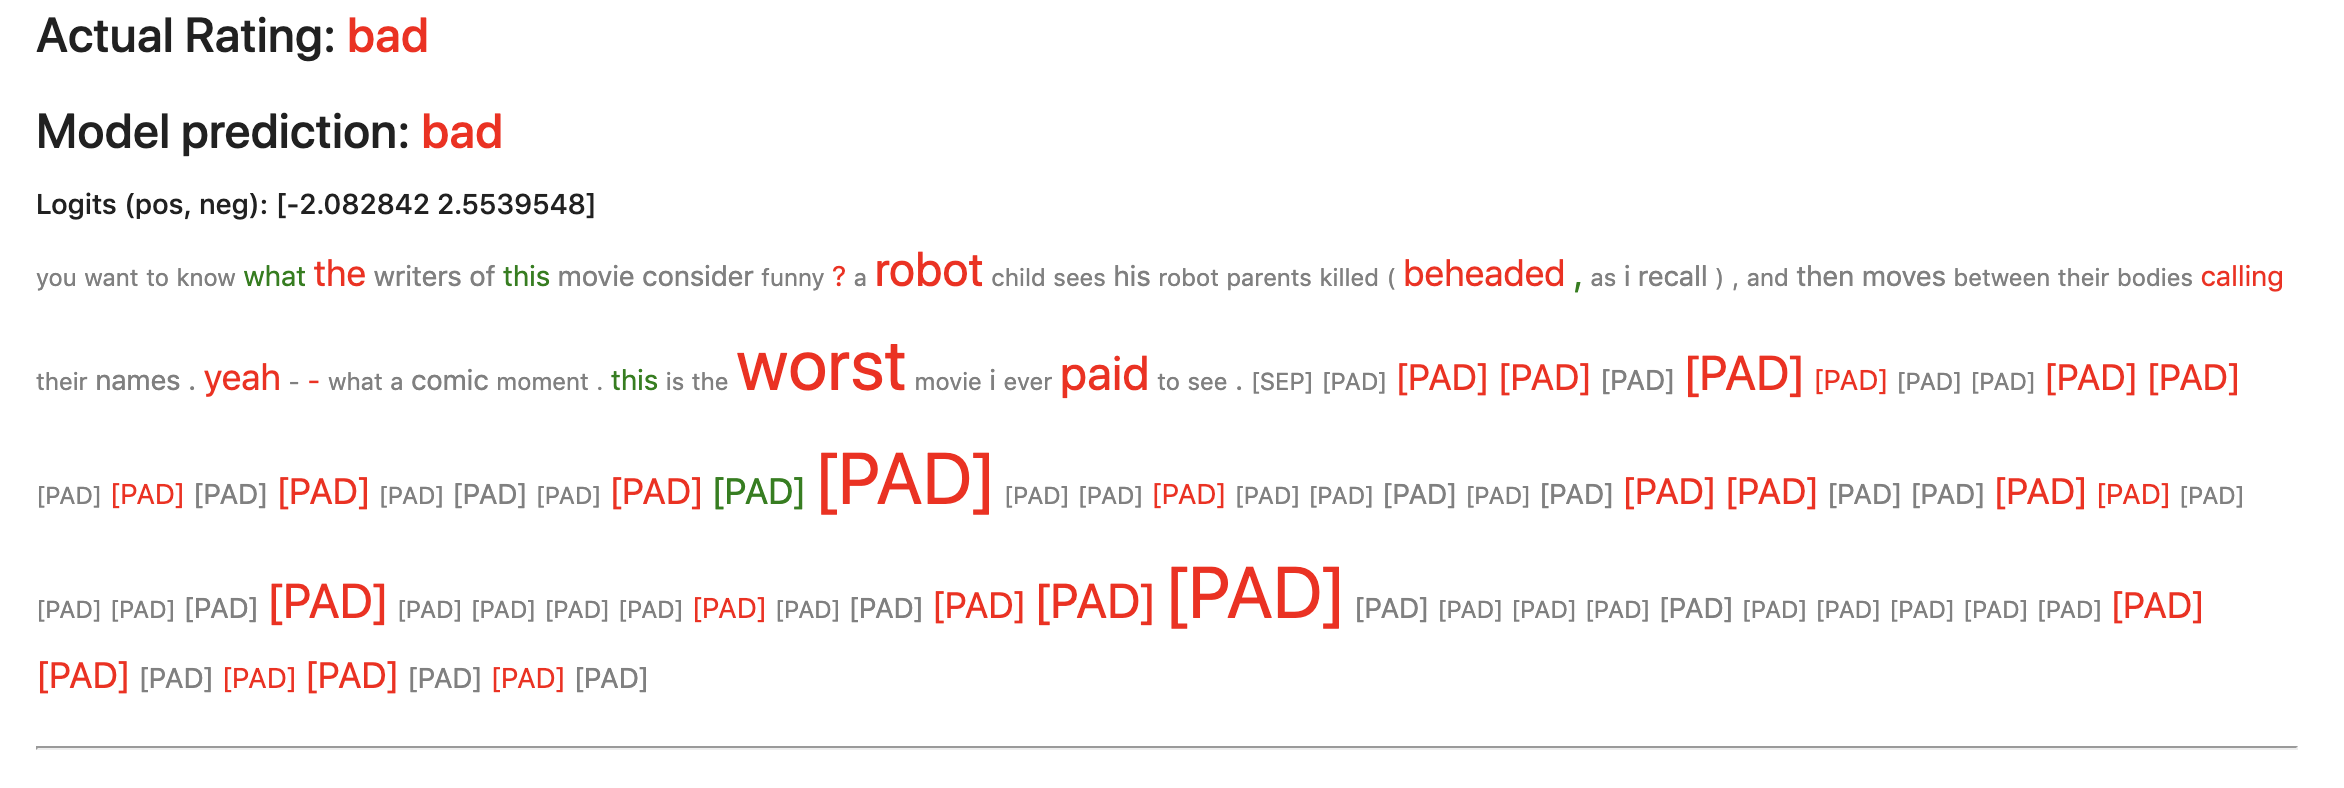 Actual Rating: bad
Model prediction: bad
Logits (pos, neg): [-2.082842 2.5539548]
you want to know what the writers of this movie consider funny ? a robot child sees his robot parents killed ( beheaded , as i recall ) , and then moves between their bodies calling
their names . yeah - - what a comic moment . this is the worst movie i ever paid to see . [SEP] [PAD] [PAD] [PAD] [PAD] [PAD] [PAD] [PAD] [PAD] [PAD] [PAD]
[PAD] [PAD] [PAD] [PAD] [PAD] [PAD] [PAD] [PAD] [PAD] [PAD] [PAD] [PAD] [PAD] [PAD] [PAD] [PAD] [PAD] [PAD] [PAD] [PAD] [PAD] [PAD] [PAD] [PAD] [PAD]
[PAD] [PAD] [PAD] [PAD] [PAD] [PAD] [PAD] [PAD] [PAD] [PAD] [PAD] [PAD] [PAD] [PAD] [PAD] [PAD] [PAD] [PAD] [PAD] [PAD] [PAD] [PAD] [PAD] [PAD] [PAD]
[PAD] [PAD] [PAD] [PAD] [PAD] [PAD] [PAD]